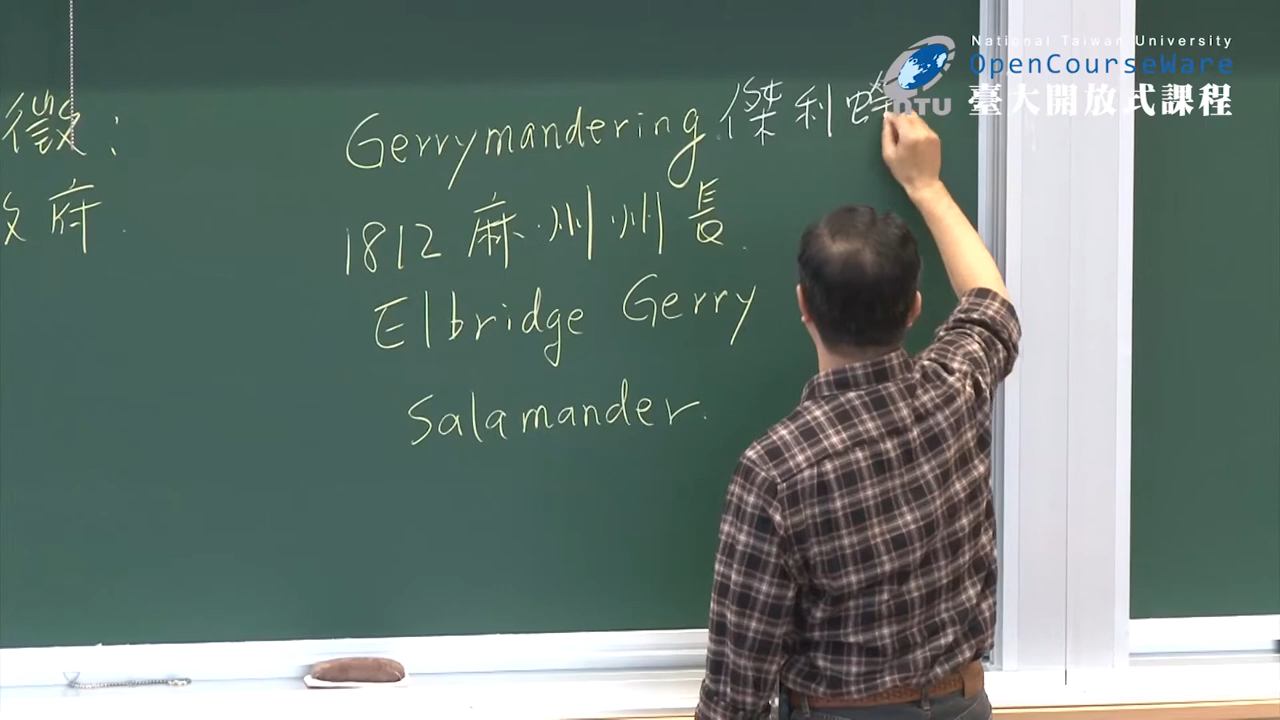 National Taiwan University
OpenCourseWare
NTU 臺大開放式課程
徵：
政府.
Gerrymandering 傑利
1812 麻州州長.
Elbridge Gerry
Salamander.